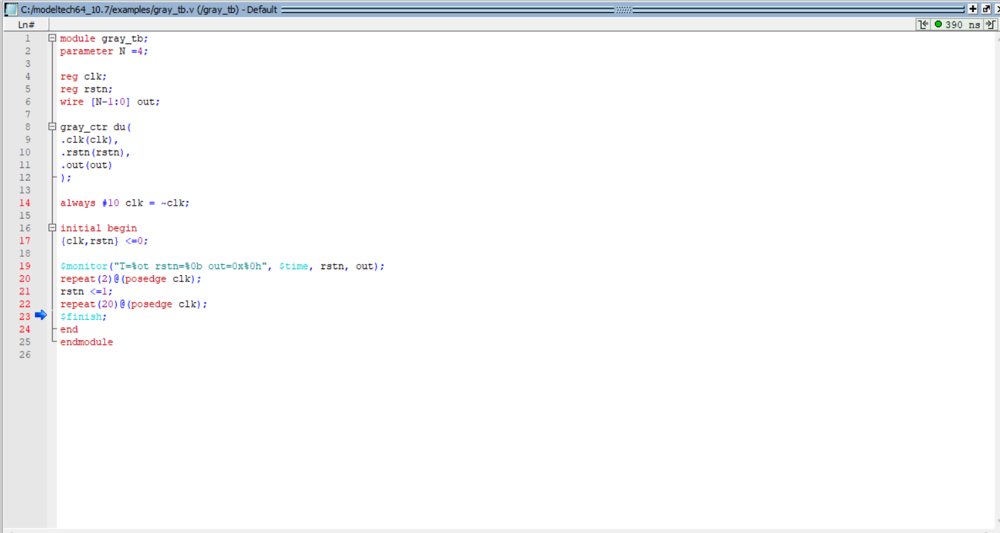 C:/modeltech64_10.7/examples/gray_tb.v (/gray_tb) - Default
Ln#
390 ns
1 module gray_tb;
2 parameter N =4;
3
4 reg clk;
5 reg rstn;
6 wire [N-1:0] out;
7
8 gray_ctr du(
9 .clk(clk),
10 .rstn(rstn),
11 .out(out)
12 );
13
14 always #10 clk = ~clk;
15
16 initial begin
17 {clk,rstn} <=0;
18
19 $monitor("T=%ot rstn=%0b out=0x%0h", $time, rstn, out);
20 repeat(2)@(posedge clk);
21 rstn <=1;
22 repeat(20)@(posedge clk);
23 $finish;
24 end
25 endmodule
26